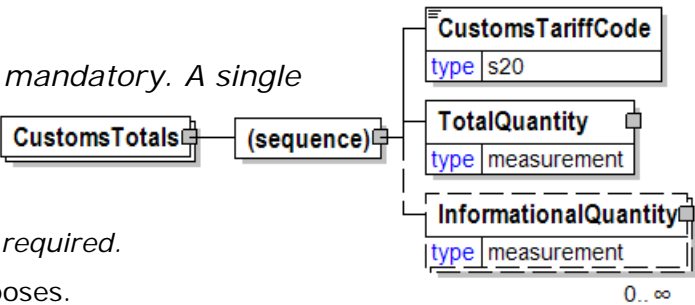 CustomsTariffCode
type s20
mandatory. A single
CustomsTotals
(sequence)
TotalQuantity
type measurement
InformationalQuantity
type measurement
required.
poses.
0..∞